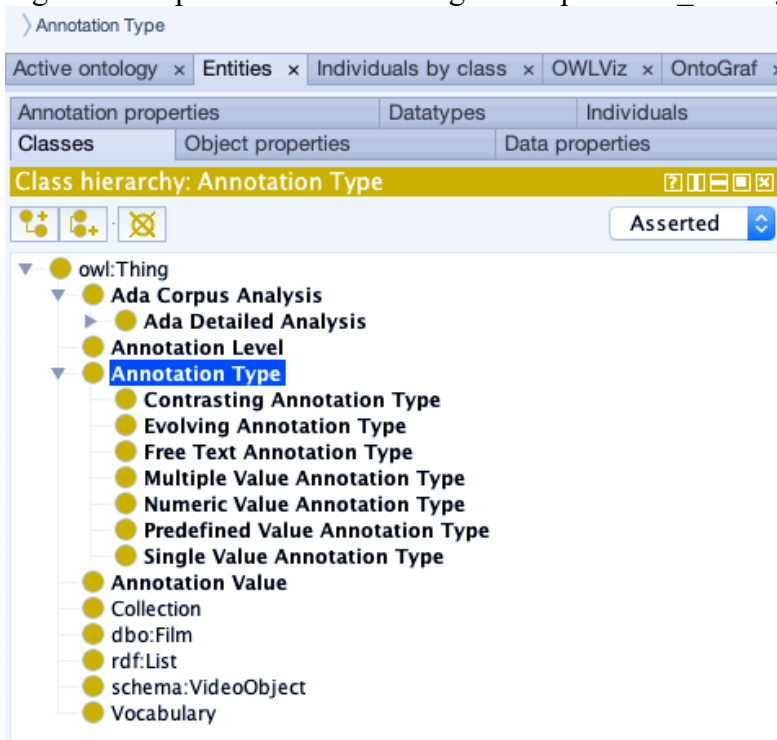 Annotation Type
Active ontology × Entities × Individuals by class × OWLViz × OntoGraf
Annotation properties Datatypes Individuals
Classes Object properties Data properties
Class hierarchy: Annotation Type
Asserted
owl:Thing
Ada Corpus Analysis
Ada Detailed Analysis
Annotation Level
Annotation Type
Contrasting Annotation Type
Evolving Annotation Type
Free Text Annotation Type
Multiple Value Annotation Type
Numeric Value Annotation Type
Predefined Value Annotation Type
Single Value Annotation Type
Annotation Value
Collection
dbo:Film
rdf:List
schema:VideoObject
Vocabulary